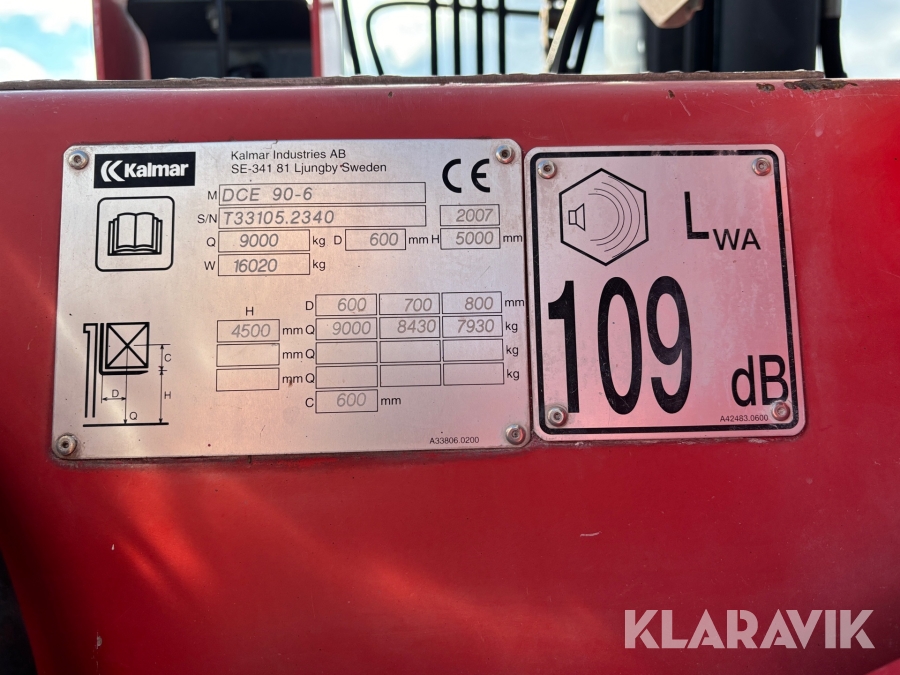 Kalmar
Kalmar Industries AB
SE-341 81 Ljungby Sweden
CE
M DCE 90-6
S/N T33105.2340 2007
Q 9000 kg D 600 mm H 5000 mm
W 16020 kg
D 600 700 800 mm
H
4500 mm Q 9000 8430 7930 kg
mm Q kg
mm Q kg
C 600 mm
C
D H
Q
A33806.0200
LWA
109 dB
A42483.0600
KLARAVIK